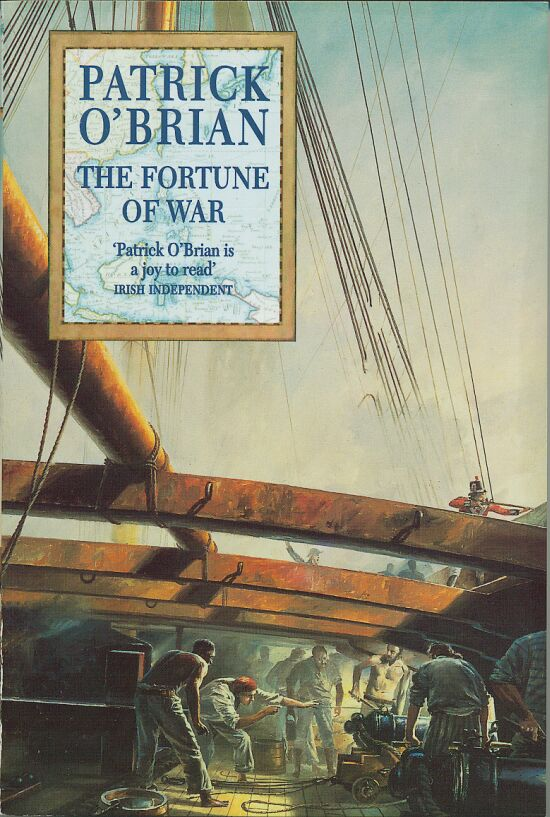 PATRICK
O'BRIAN
THE FORTUNE
OF WAR
'Patrick O'Brian is
a joy to read'
IRISH INDEPENDENT